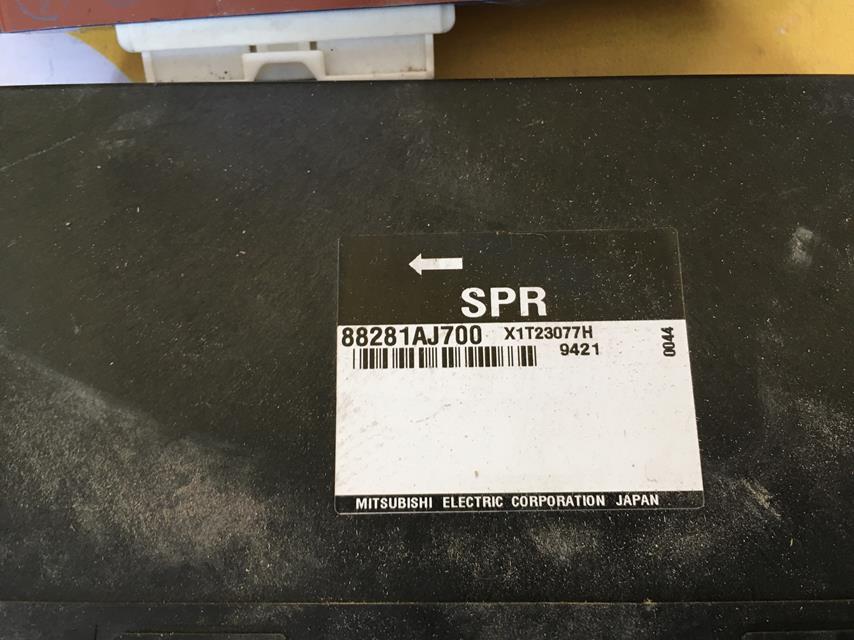 SPR
88281AJ700 X1T23077H
9421
0044
MITSUBISHI ELECTRIC CORPORATION JAPAN